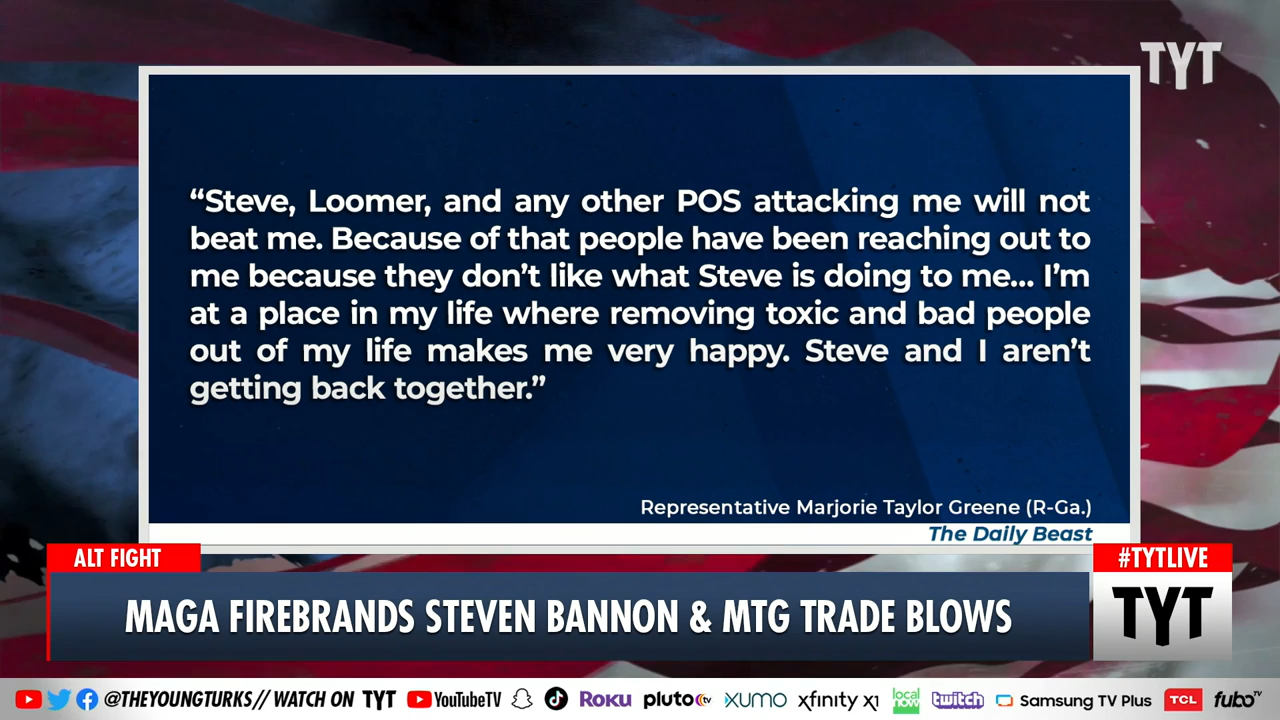 TYT
“Steve, Loomer, and any other POS attacking me will not
beat me. Because of that people have been reaching out to
me because they don’t like what Steve is doing to me... I’m
at a place in my life where removing toxic and bad people
out of my life makes me very happy. Steve and I aren’t
getting back together.”
Representative Marjorie Taylor Greene (R-Ga.)
The Daily Beast
ALT FIGHT
#TYTLIVE
MAGA FIREBRANDS STEVEN BANNON & MTG TRADE BLOWS
TYT
@THEYOUNGTURKS// WATCH ON TYT YouTubeTV Roku pluto tv XUMO xfinity x1 local now twitch Samsung TV Plus TCL fubo TV